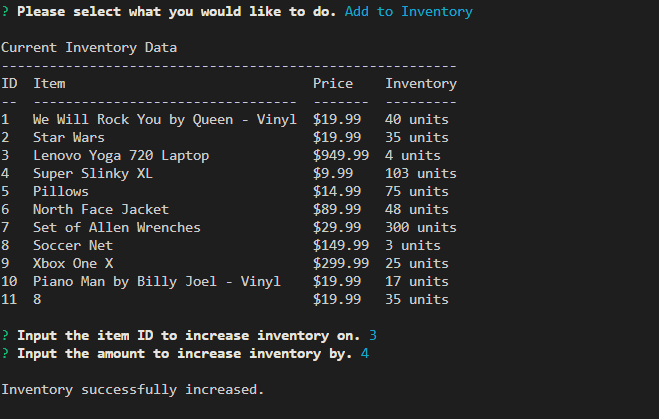 ? Please select what you would like to do. Add to Inventory
Current Inventory Data
---------------------------------------------------------
ID  Item                               Price    Inventory
--  ---------------------------------  -------  ---------
1   We Will Rock You by Queen - Vinyl  $19.99   40 units
2   Star Wars                          $19.99   35 units
3   Lenovo Yoga 720 Laptop             $949.99  4 units
4   Super Slinky XL                    $9.99    103 units
5   Pillows                            $14.99   75 units
6   North Face Jacket                  $89.99   48 units
7   Set of Allen Wrenches              $29.99   300 units
8   Soccer Net                         $149.99  3 units
9   Xbox One X                         $299.99  25 units
10  Piano Man by Billy Joel - Vinyl    $19.99   17 units
11  8                                  $19.99   35 units
? Input the item ID to increase inventory on. 3
? Input the amount to increase inventory by. 4
Inventory successfully increased.